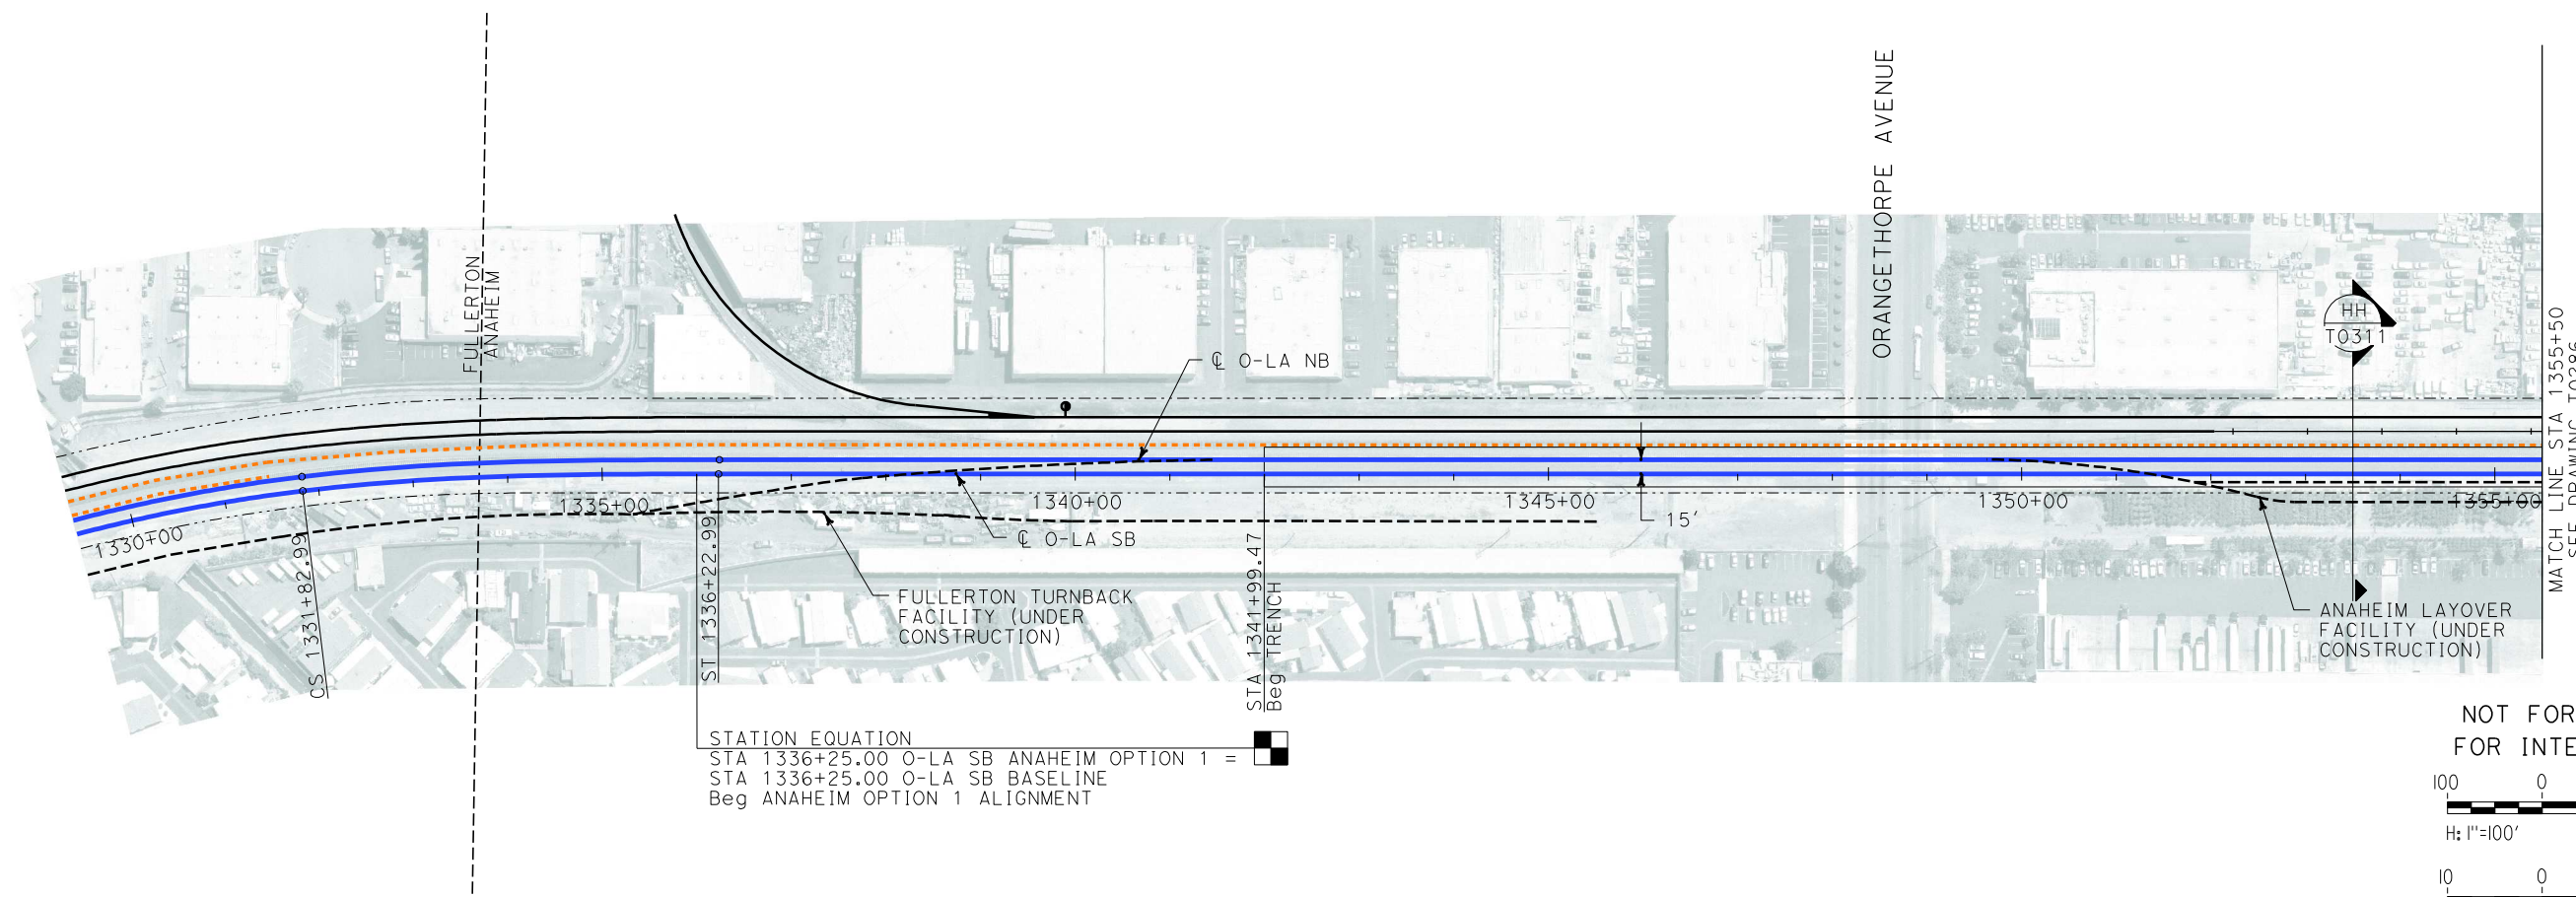 FULLERTON
ANAHEIM
ORANGETHORPE AVENUE
HH
TO311
℄ O-LA NB
MATCH LINE STA 1355+50
SEE DRAWING TO286
1330+00
1335+00
1340+00
1345+00
1350+00
1355+00
15'
℄ O-LA SB
CS 1331+82.99
ST 1336+22.99
STA 1341+99.47
Beg TRENCH
FULLERTON TURNBACK
FACILITY (UNDER
CONSTRUCTION)
ANAHEIM LAYOVER
FACILITY (UNDER
CONSTRUCTION)
STATION EQUATION
STA 1336+25.00 O-LA SB ANAHEIM OPTION 1 =
STA 1336+25.00 O-LA SB BASELINE
Beg ANAHEIM OPTION 1 ALIGNMENT
NOT FOR
FOR INTE
100 0
H: 1"=100'
10 0